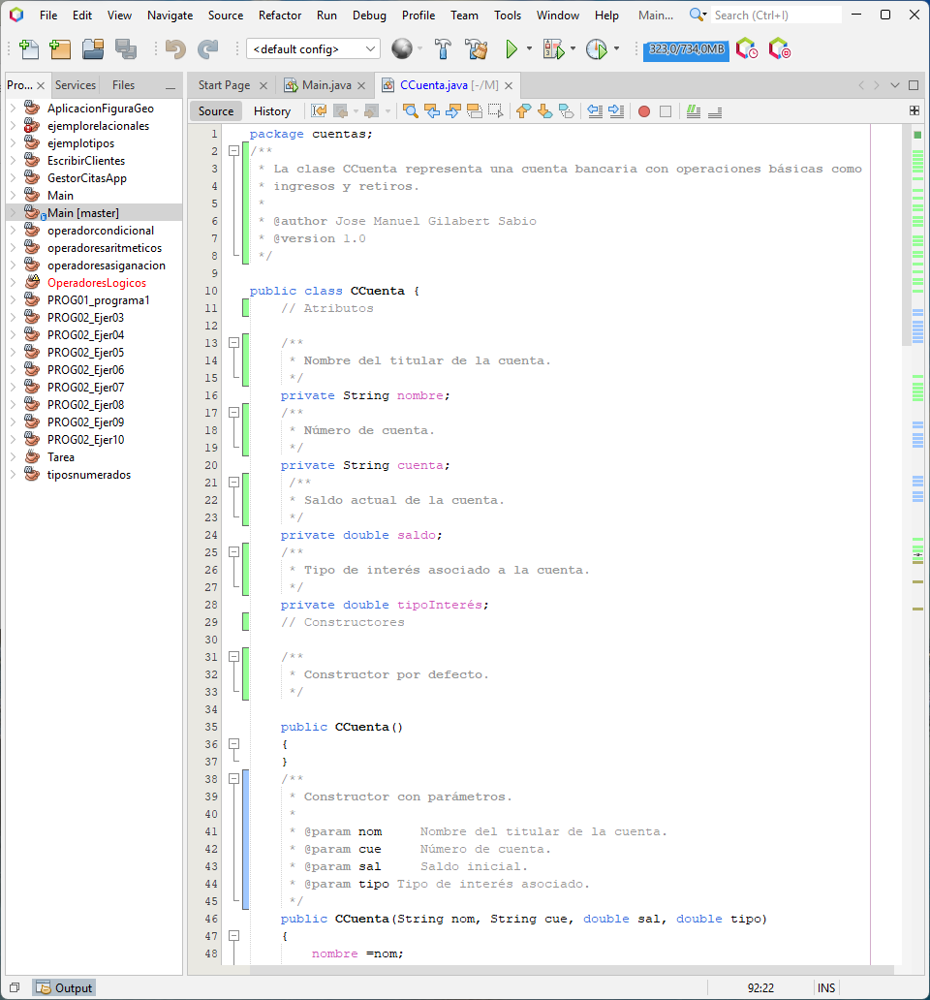 File Edit View Navigate Source Refactor Run Debug Profile Team Tools Window Help Main... Search (Ctrl+I)
<default config> 323,0/734,0MB
Pro... Services Files
Start Page Main.java CCuenta.java [-/M]
Source History
AplicacionFiguraGeo
ejemplorelacionales
ejemplotipos
EscribirClientes
GestorCitasApp
Main
Main [master]
operadorcondicional
operadoresaritmeticos
operadoresasiganacion
OperadoresLogicos
PROG01_programa1
PROG02_Ejer03
PROG02_Ejer04
PROG02_Ejer05
PROG02_Ejer06
PROG02_Ejer07
PROG02_Ejer08
PROG02_Ejer09
PROG02_Ejer10
Tarea
tiposnumerados
1 package cuentas;
2 /**
3 * La clase CCuenta representa una cuenta bancaria con operaciones básicas como
4 * ingresos y retiros.
5 *
6 * @author Jose Manuel Gilabert Sabio
7 * @version 1.0
8 */
9
10 public class CCuenta {
11 // Atributos
12
13 /**
14 * Nombre del titular de la cuenta.
15 */
16 private String nombre;
17 /**
18 * Número de cuenta.
19 */
20 private String cuenta;
21 /**
22 * Saldo actual de la cuenta.
23 */
24 private double saldo;
25 /**
26 * Tipo de interés asociado a la cuenta.
27 */
28 private double tipoInterés;
29 // Constructores
30
31 /**
32 * Constructor por defecto.
33 */
34
35 public CCuenta()
36 {
37 }
38 /**
39 * Constructor con parámetros.
40 *
41 * @param nom Nombre del titular de la cuenta.
42 * @param cue Número de cuenta.
43 * @param sal Saldo inicial.
44 * @param tipo Tipo de interés asociado.
45 */
46 public CCuenta(String nom, String cue, double sal, double tipo)
47 {
48 nombre =nom;
Output 92:22 INS